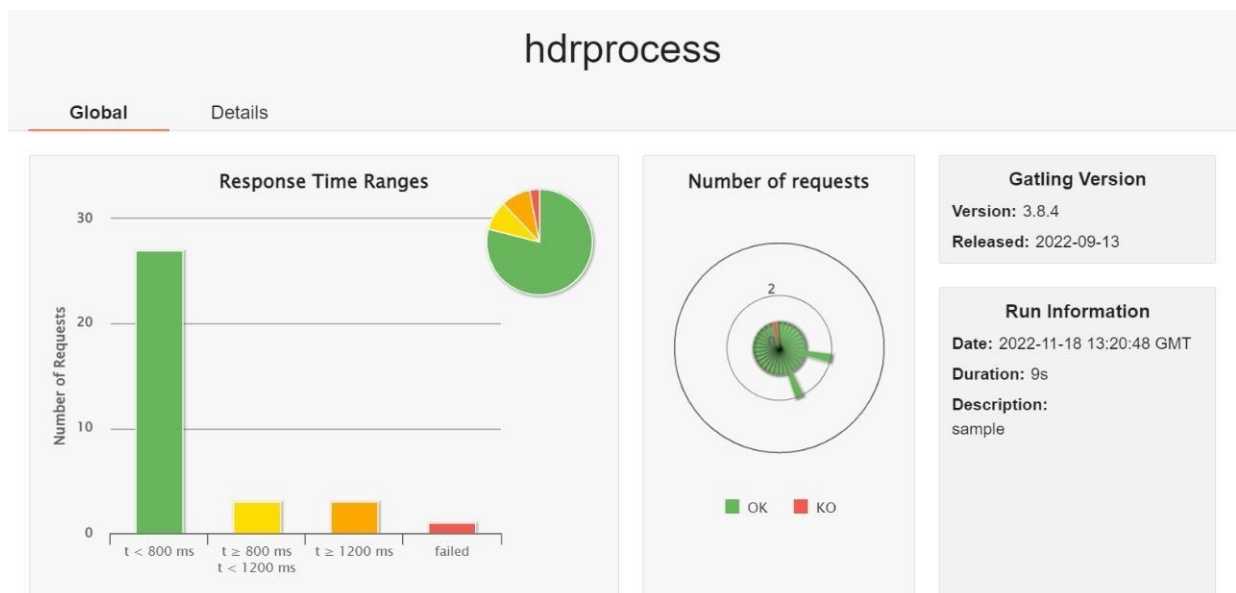 hdrprocess
Global
Details
Response Time Ranges
30
20
10
0
Number of Requests
t < 800 ms
t ≥ 800 ms
t < 1200 ms
t ≥ 1200 ms
failed
Number of requests
2
0
OK
KO
Gatling Version
Version: 3.8.4
Released: 2022-09-13
Run Information
Date: 2022-11-18 13:20:48 GMT
Duration: 9s
Description:
sample